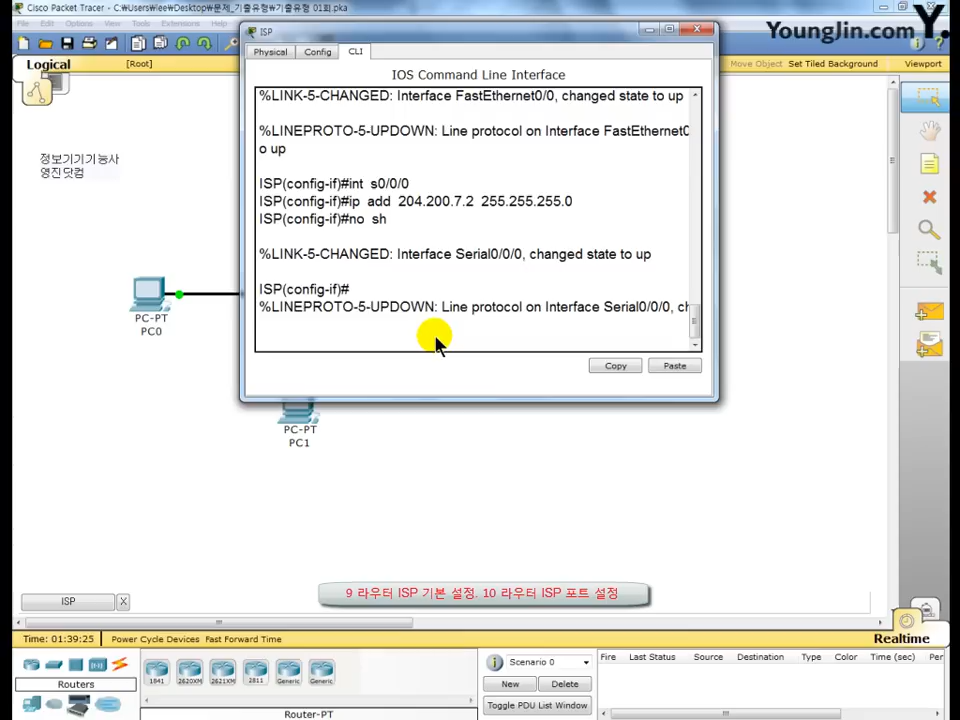 Cisco Packet Tracer - C:₩Users₩lee₩Desktop₩문제_기출유형₩기출유형 01회.pka
File Edit Options View Tools Extensions Help
YoungJin.com Y.
Logical
[Root]
Move Object
Set Tiled Background
Viewport
ISP
Physical
Config
CLI
IOS Command Line Interface
%LINK-5-CHANGED: Interface FastEthernet0/0, changed state to up
%LINEPROTO-5-UPDOWN: Line protocol on Interface FastEthernet0
o up
ISP(config-if)#int s0/0/0
ISP(config-if)#ip add 204.200.7.2 255.255.255.0
ISP(config-if)#no sh
%LINK-5-CHANGED: Interface Serial0/0/0, changed state to up
ISP(config-if)#
%LINEPROTO-5-UPDOWN: Line protocol on Interface Serial0/0/0, ch
Copy
Paste
정보기기기능사
영진닷컴
PC-PT
PC0
PC-PT
PC1
9 라우터 ISP 기본 설정. 10 라우터 ISP 포트 설정
ISP
X
Time: 01:39:25
Power Cycle Devices
Fast Forward Time
Realtime
Routers
1841
2620XM
2621XM
2811
Generic
Generic
Router-PT
Scenario 0
New
Delete
Toggle PDU List Window
Fire
Last Status
Source
Destination
Type
Color
Time (sec)
Per